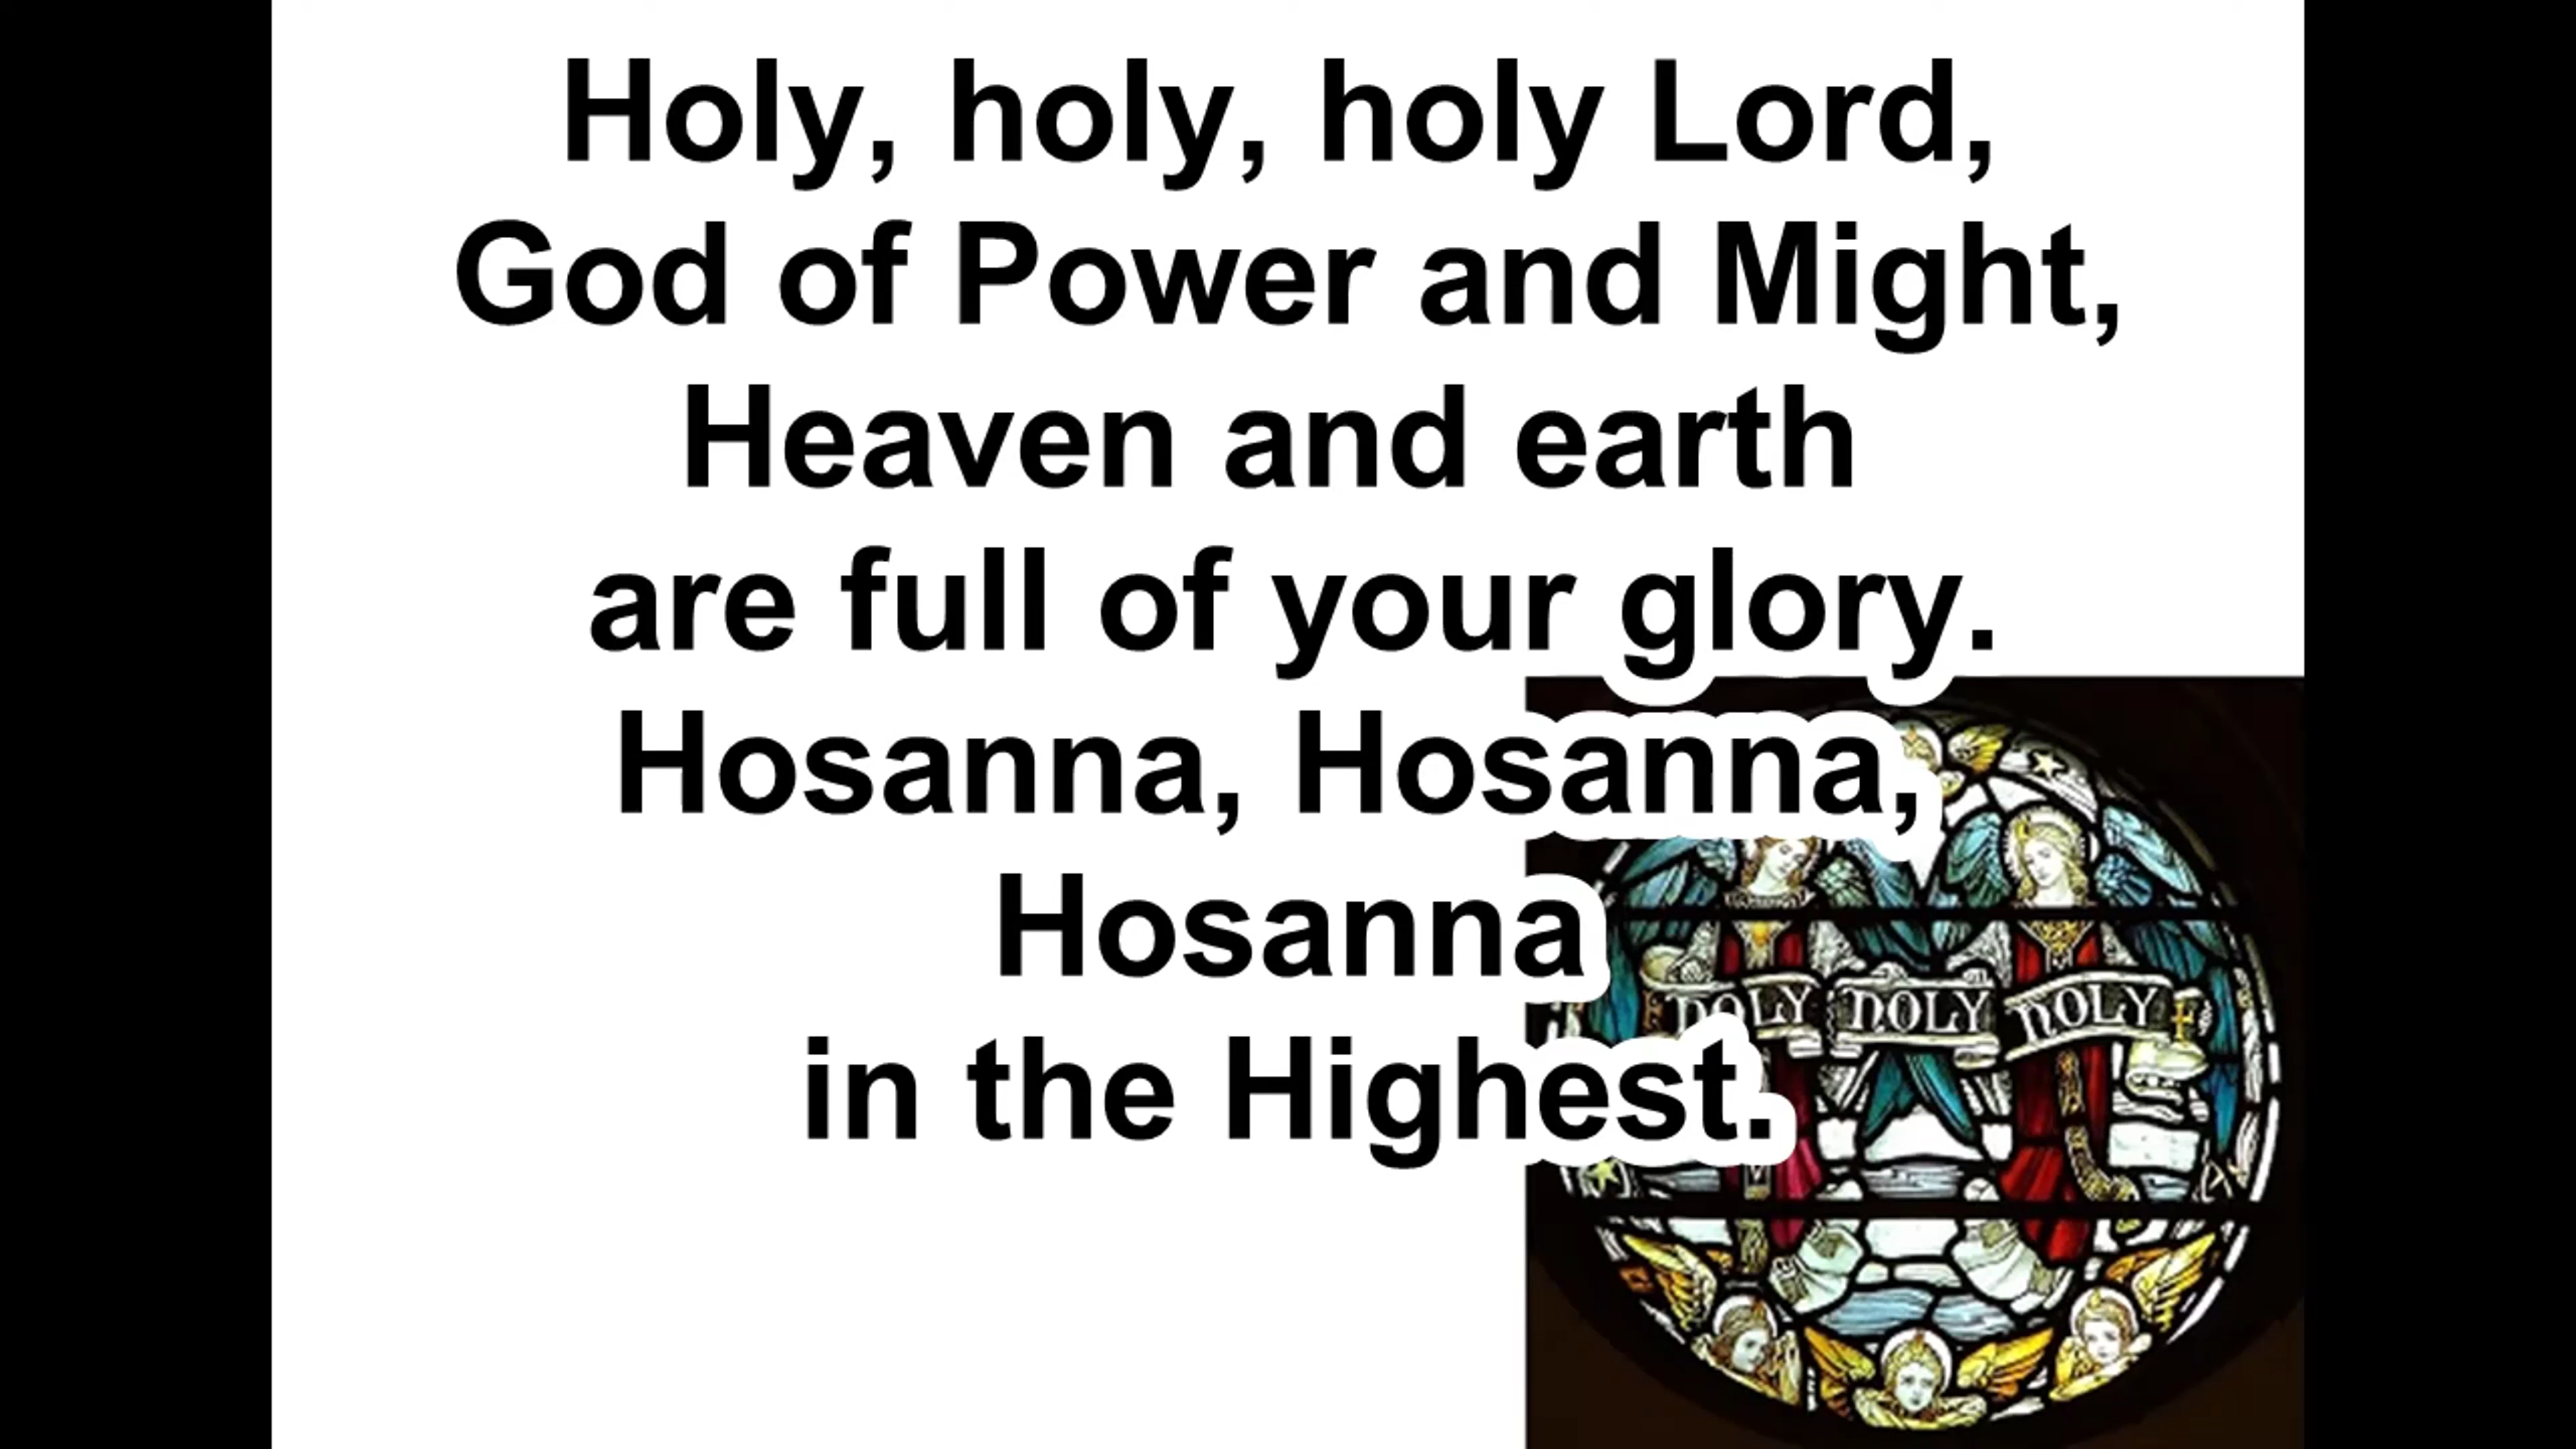 Holy, holy, holy Lord,
God of Power and Might,
Heaven and earth
are full of your glory.
Hosanna, Hosanna,
Hosanna
in the Highest.
HOLY HOLY HOLY